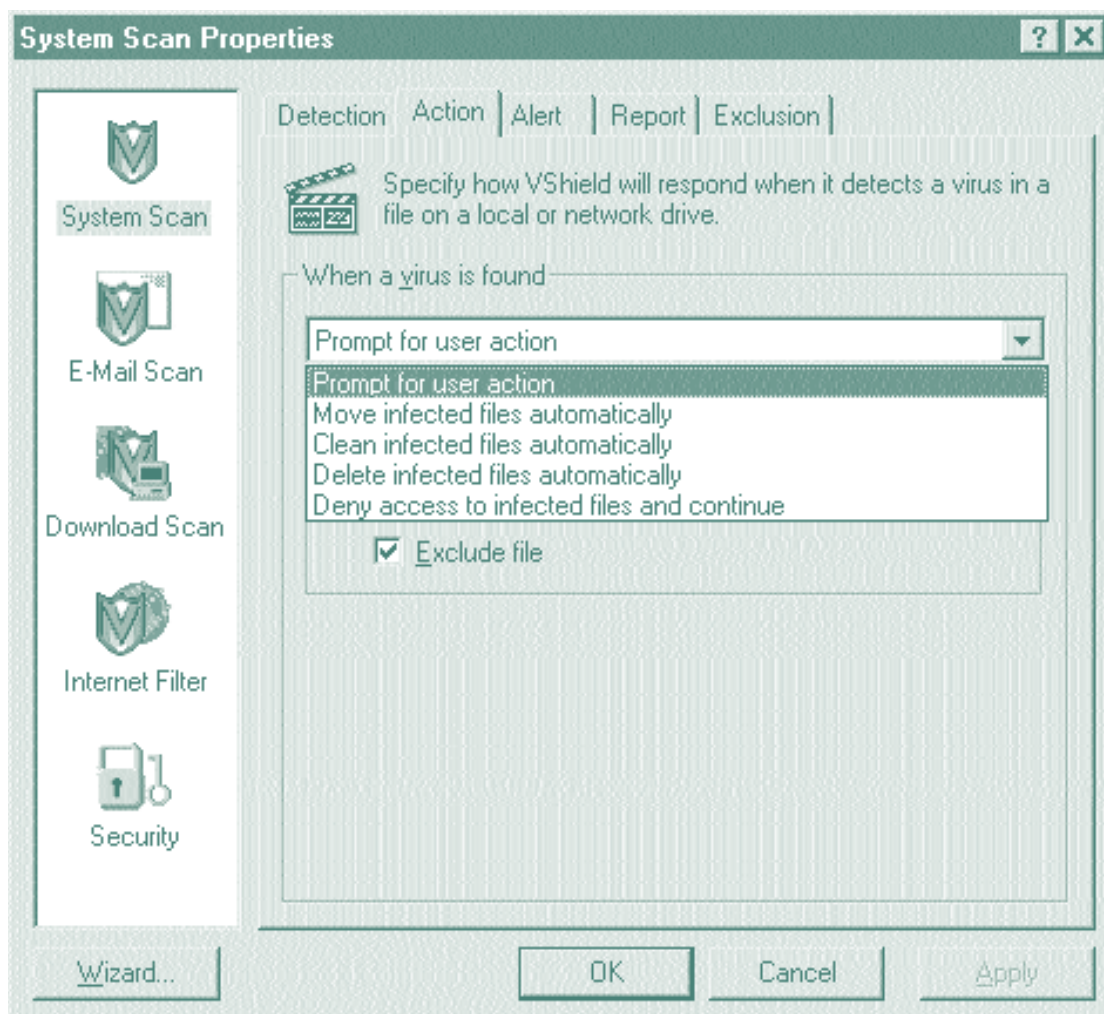 System Scan Properties
System Scan
E-Mail Scan
Download Scan
Internet Filter
Security
Detection Action Alert Report Exclusion
Specify how VShield will respond when it detects a virus in a
file on a local or network drive.
When a virus is found
Prompt for user action
Prompt for user action
Move infected files automatically
Clean infected files automatically
Delete infected files automatically
Deny access to infected files and continue
Exclude file
Wizard... OK Cancel Apply